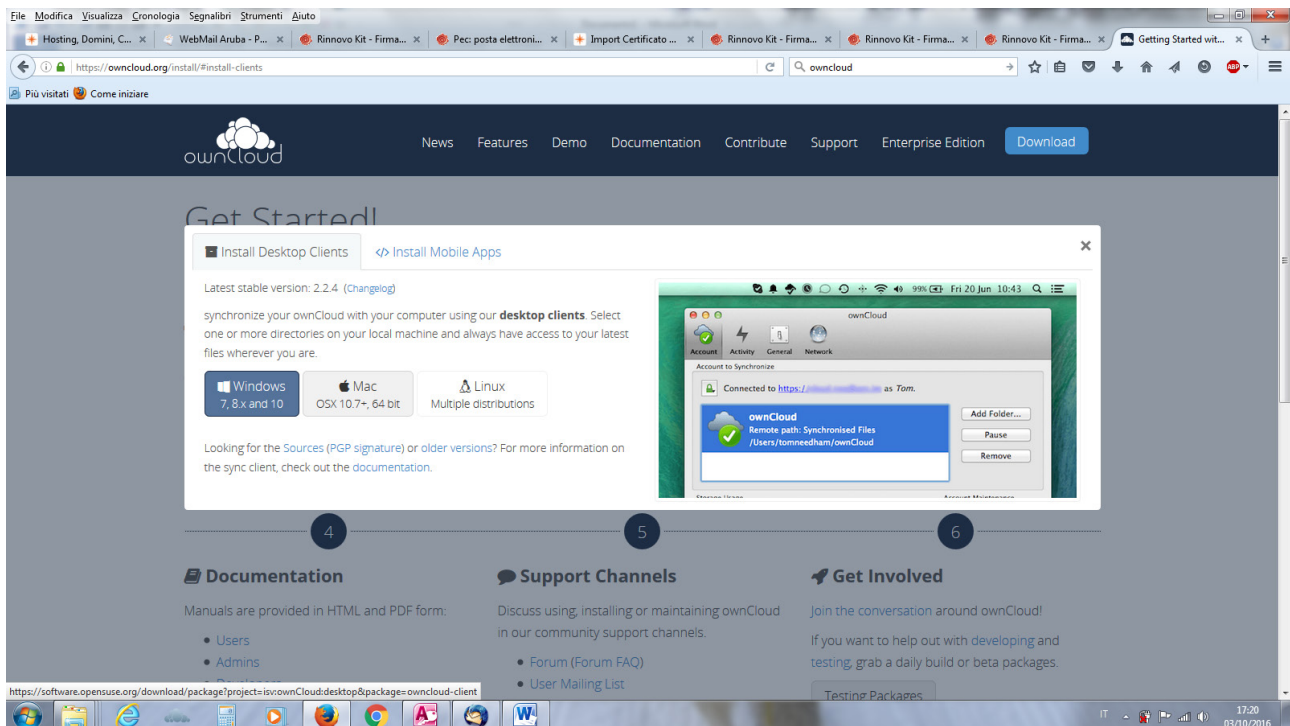 File Modifica Visualizza Cronologia Segnalibri Strumenti Aiuto
Hosting, Domini, C... WebMail Aruba - P... Rinnovo Kit - Firma... Pec: posta elettroni... Import Certificato ... Rinnovo Kit - Firma... Rinnovo Kit - Firma... Rinnovo Kit - Firma... Getting Started wit...
https://owncloud.org/install/#install-clients owncloud ABP
Più visitati Come iniziare
ownCloud News Features Demo Documentation Contribute Support Enterprise Edition Download
Get Started!
Install Desktop Clients </> Install Mobile Apps
Latest stable version: 2.2.4 (Changelog)
synchronize your ownCloud with your computer using our desktop clients. Select
one or more directories on your local machine and always have access to your latest
files wherever you are.
Windows
7, 8.x and 10
Mac
OSX 10.7+, 64 bit
Linux
Multiple distributions
Looking for the Sources (PGP signature) or older versions? For more information on
the sync client, check out the documentation.
99% Fri 20 Jun 10:43
ownCloud
Account Activity General Network
Account to Synchronize
Connected to https:/ as Tom.
ownCloud
Remote path: Synchronised Files
/Users/tomneedham/ownCloud
Add Folder...
Pause
Remove
Storage Usage Account Maintenance
4 5 6
Documentation
Manuals are provided in HTML and PDF form:
Users
Admins
Developers
Support Channels
Discuss using, installing or maintaining ownCloud
in our community support channels.
Forum (Forum FAQ)
User Mailing List
Get Involved
Join the conversation around ownCloud!
If you want to help out with developing and
testing, grab a daily build or beta packages.
Testing Packages
https://software.opensuse.org/download/package?project=isv:ownCloud:desktop&package=owncloud-client
IT 17:20
03/10/2016